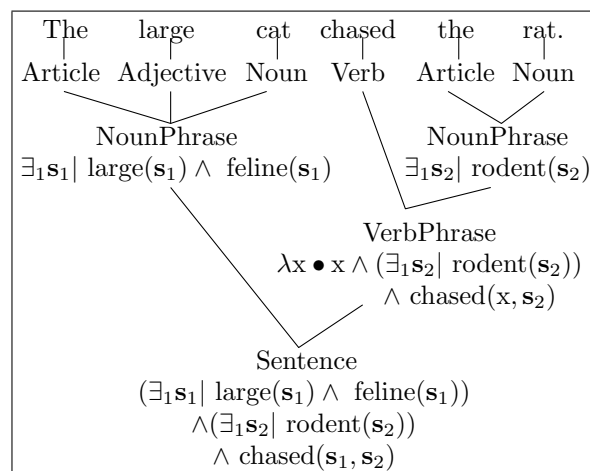 The large cat chased the rat.
Article Adjective Noun Verb Article Noun
NounPhrase NounPhrase
∃₁s₁| large(s₁) ∧ feline(s₁) ∃₁s₂| rodent(s₂)
VerbPhrase
λx • x ∧ (∃₁s₂| rodent(s₂))
∧ chased(x, s₂)
Sentence
(∃₁s₁| large(s₁) ∧ feline(s₁))
∧(∃₁s₂| rodent(s₂))
∧ chased(s₁, s₂)